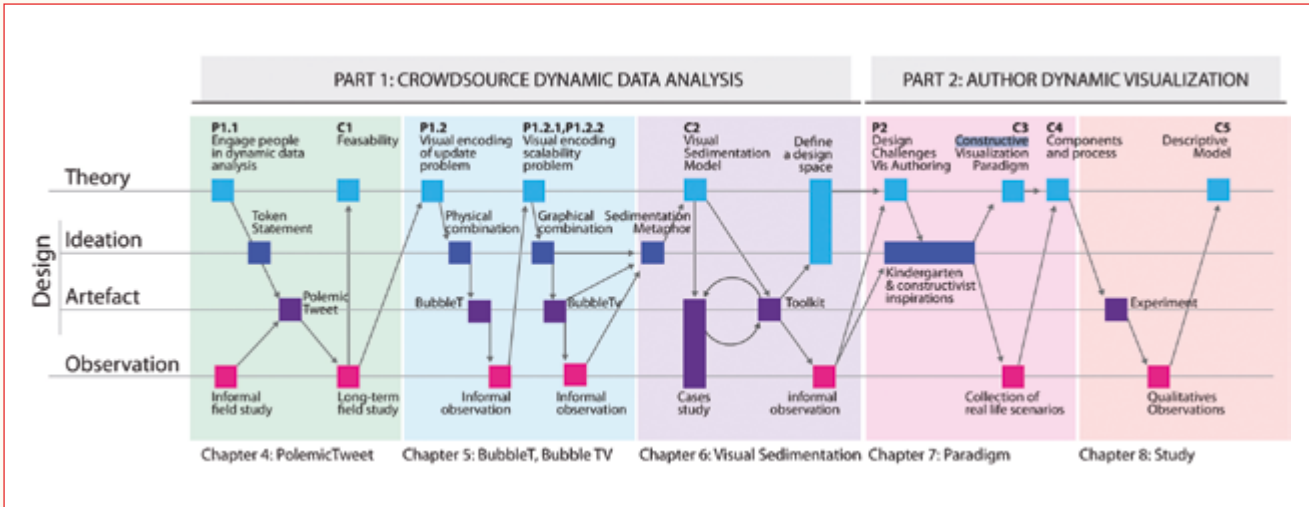 PART 1: CROWDSOURCE DYNAMIC DATA ANALYSIS
PART 2: AUTHOR DYNAMIC VISUALIZATION
P1.1
Engage people
in dynamic data
analysis
C1
Feasability
P1.2
Visual encoding
of update
problem
P1.2.1,P1.2.2
Visual encoding
scalability
problem
C2
Visual
Sedimentation
Model
Define
a design
space
P2
Design
Challenges
Vis Authoring
C3
Constructive
Visualization
Paradigm
C4
Components
and process
C5
Descriptive
Model
Theory
Token
Statement
Physical
combination
Graphical
combination
Sedimentation
Metaphor
Ideation
Design
Kindergarten
& constructivist
inspirations
Artefact
Polemic
Tweet
BubbleT
BubbleTv
Toolkit
Experiment
Observation
Informal
field study
Long-term
field study
Informal
observation
Informal
observation
Cases
study
informal
observation
Collection of
real life scenarios
Qualitatives
Observations
Chapter 4: PolemicTweet
Chapter 5: BubbleT, Bubble TV
Chapter 6: Visual Sedimentation
Chapter 7: Paradigm
Chapter 8: Study